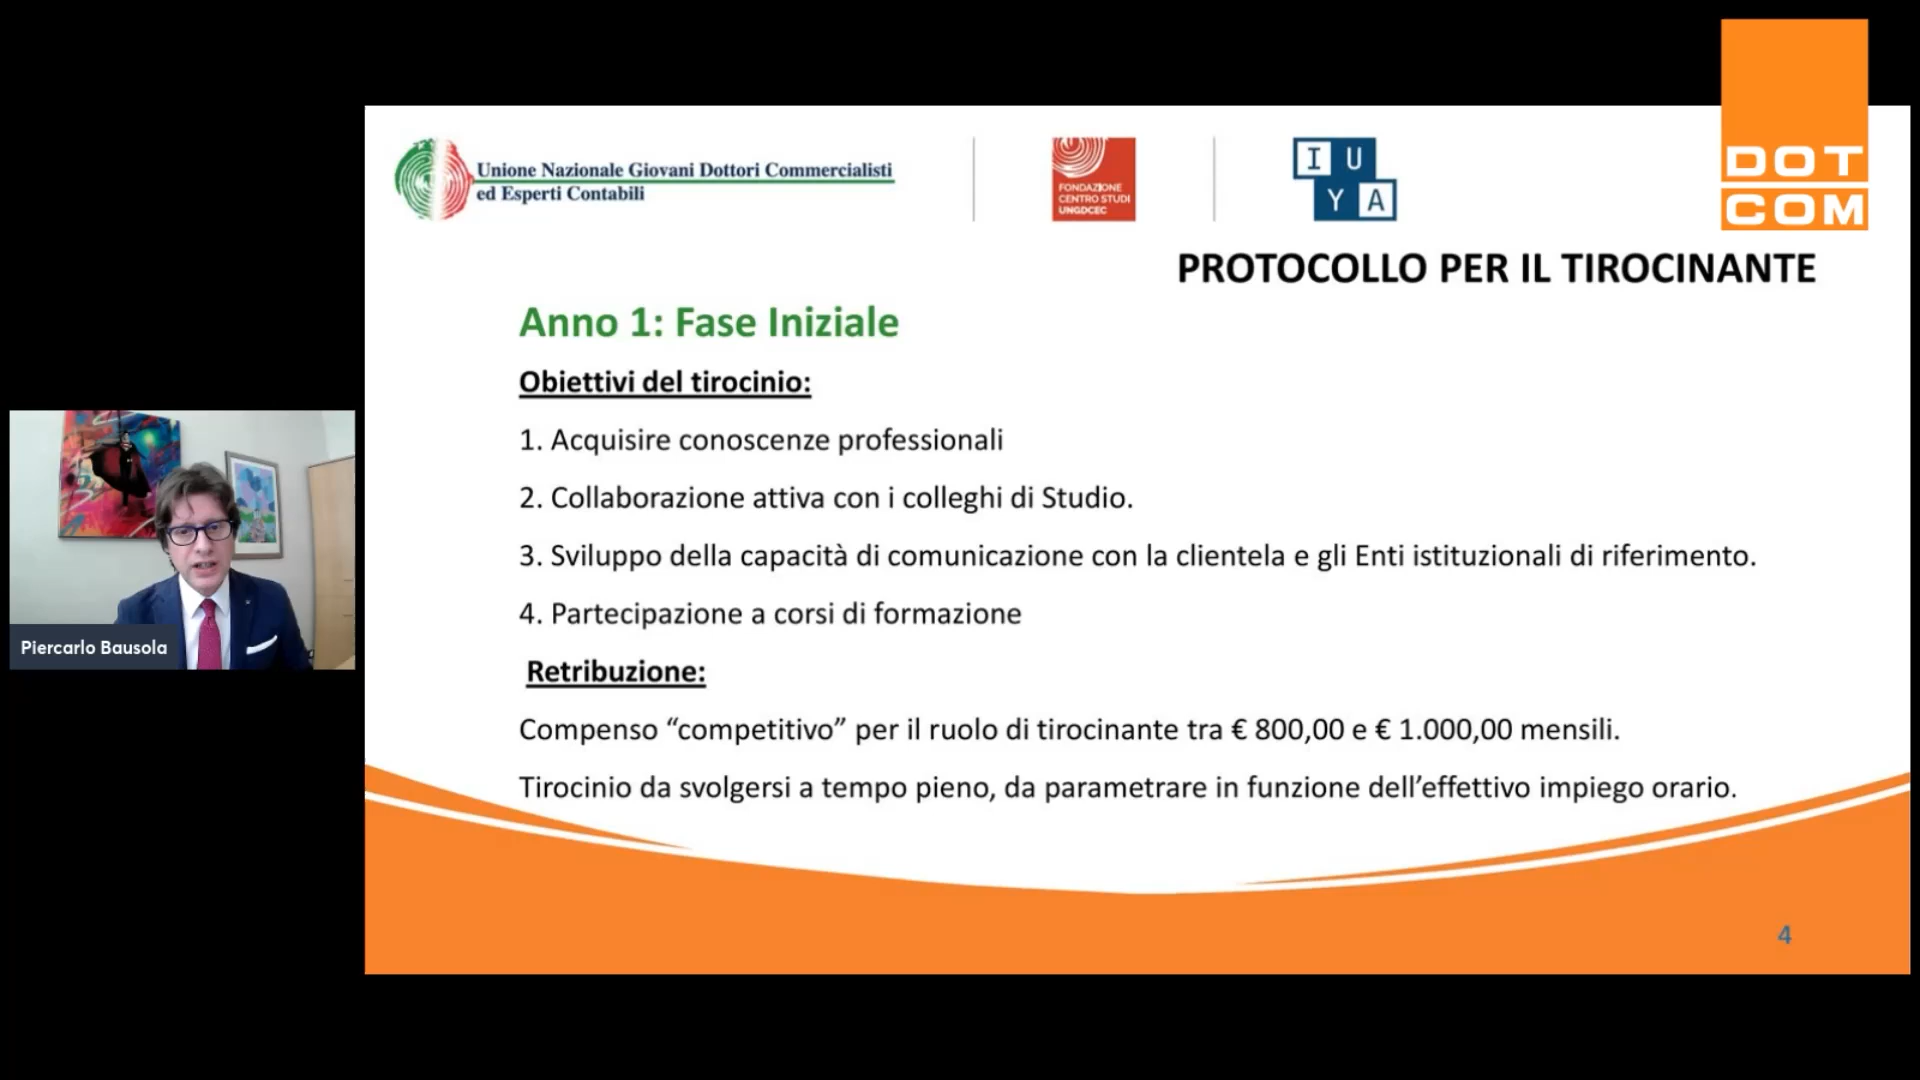 DOT
COM
Unione Nazionale Giovani Dottori Commercialisti
ed Esperti Contabili
FONDAZIONE
CENTRO STUDI
UNGDCEC
I U
Y A
PROTOCOLLO PER IL TIROCINANTE
Anno 1: Fase Iniziale
Obiettivi del tirocinio:
1. Acquisire conoscenze professionali
2. Collaborazione attiva con i colleghi di Studio.
3. Sviluppo della capacità di comunicazione con la clientela e gli Enti istituzionali di riferimento.
4. Partecipazione a corsi di formazione
Retribuzione:
Compenso “competitivo” per il ruolo di tirocinante tra € 800,00 e € 1.000,00 mensili.
Tirocinio da svolgersi a tempo pieno, da parametrare in funzione dell’effettivo impiego orario.
Piercarlo Bausola
4